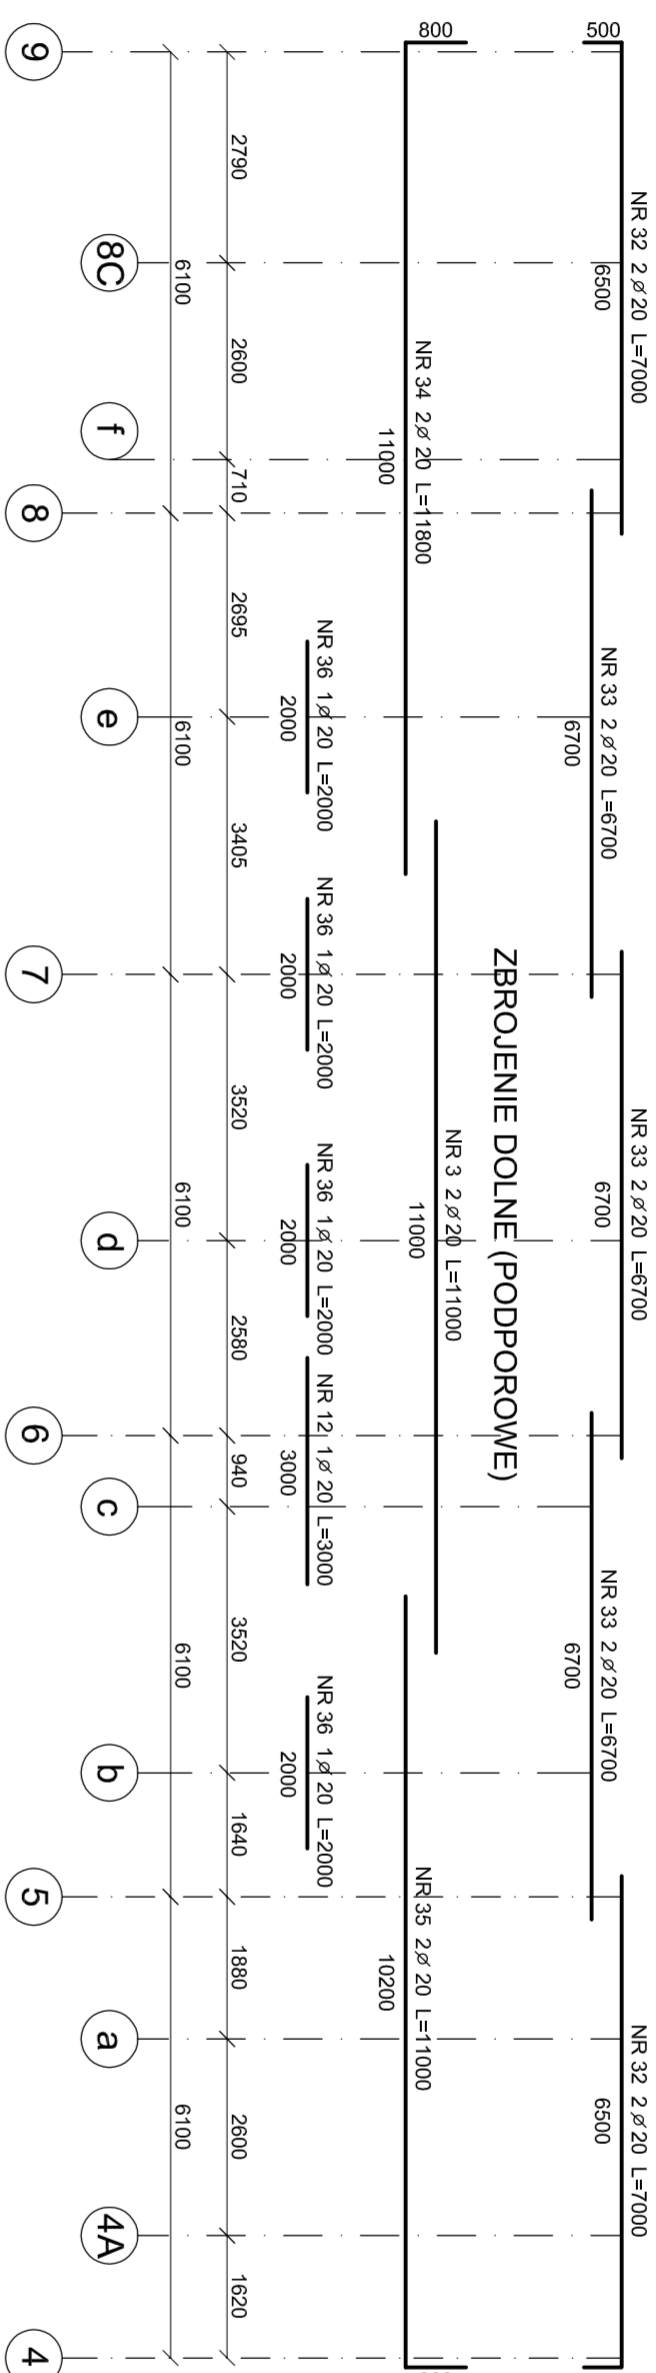 NR 32 2 ⌀ 20 L=7000
NR 33 2 ⌀ 20 L=6700
NR 32 2 ⌀ 20 L=7000
500
6500
NR 33 2 ⌀ 20 L=6700
6700
6700
NR 33 2 ⌀ 20 L=6700
6700
6500
ZBROJENIE DOLNE (PODPOROWE)
800
NR 34 2 ⌀ 20 L=11800
11000
NR 3 2 ⌀ 20 L=11000
11000
NR 35 2 ⌀ 20 L=11000
10200
NR 36 1⌀ 20 L=2000
2000
NR 36 1⌀ 20 L=2000
2000
NR 36 1⌀ 20 L=2000
2000
NR 12 1⌀ 20 L=3000
3000
NR 36 1⌀ 20 L=2000
2000
2790 2600 710 2695 3405 3520 2580 940 3520 1640 1880 2600 1620
6100 6100 6100 6100 6100
8C f e d c b a 4A
9 8 7 6 5 4